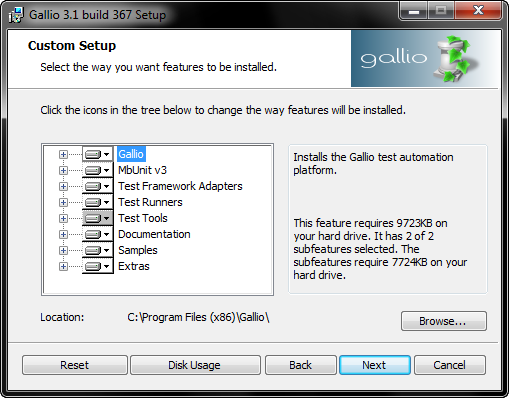 Gallio 3.1 build 367 Setup
Custom Setup
Select the way you want features to be installed.
gallio
Click the icons in the tree below to change the way features will be installed.
Gallio
MbUnit v3
Test Framework Adapters
Test Runners
Test Tools
Documentation
Samples
Extras
Installs the Gallio test automation
platform.
This feature requires 9723KB on
your hard drive. It has 2 of 2
subfeatures selected. The
subfeatures require 7724KB on your
hard drive.
Location: C:\Program Files (x86)\Gallio\
Browse...
Reset Disk Usage Back Next Cancel